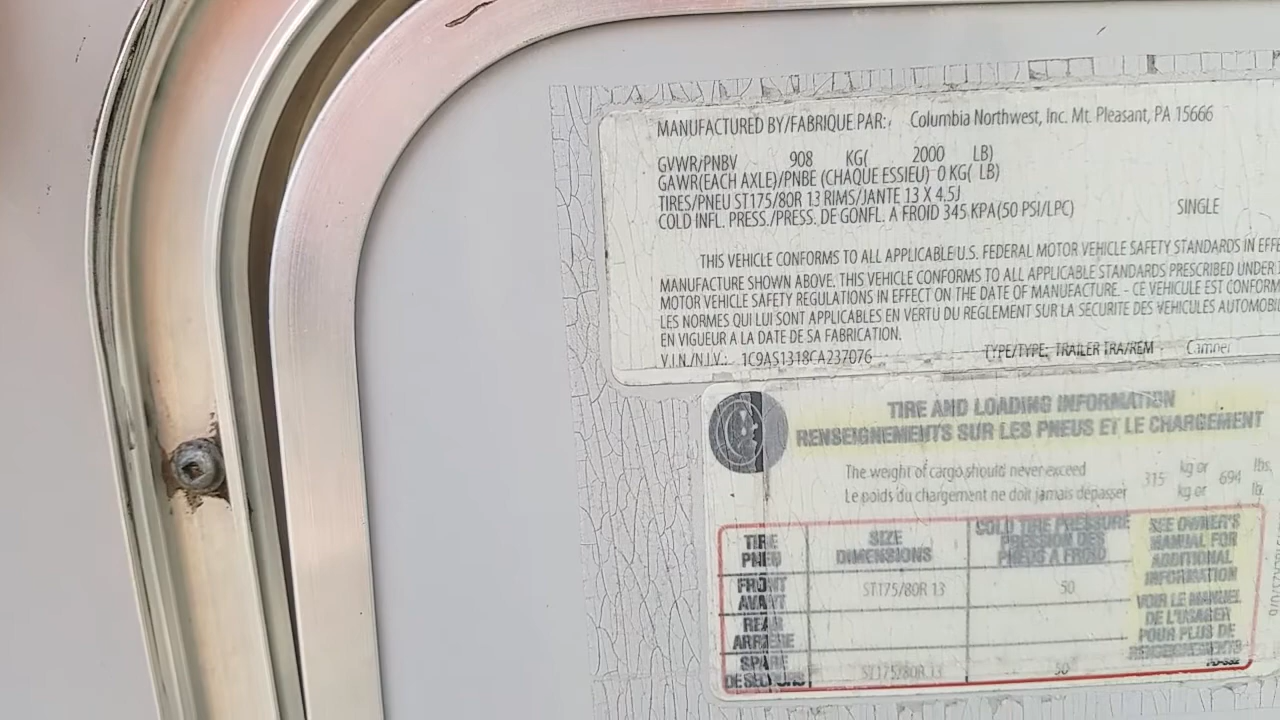 MANUFACTURED BY/FABRIQUE PAR: Columbia Northwest, Inc. Mt. Pleasant, PA 15666
GVWR/PNBV 908 KG( 2000 LB)
GAWR(EACH AXLE)/PNBE (CHAQUE ESSIEU) 0 KG( LB)
TIRES/PNEU ST175/80R 13 RIMS/JANTE 13 X 4.5J
COLD INFL. PRESS./PRESS. DE GONFL. A FROID 345 KPA(50 PSI/LPC) SINGLE
THIS VEHICLE CONFORMS TO ALL APPLICABLE U.S. FEDERAL MOTOR VEHICLE SAFETY STANDARDS IN EFFE
MANUFACTURE SHOWN ABOVE. THIS VEHICLE CONFORMS TO ALL APPLICABLE STANDARDS PRESCRIBED UNDER
MOTOR VEHICLE SAFETY REGULATIONS IN EFFECT ON THE DATE OF MANUFACTURE. - CE VEHICULE EST CONFORM
LES NORMES QUI LUI SONT APPLICABLES EN VERTU DU REGLEMENT SUR LA SECURITE DES VEHICULES AUTOMOBI
EN VIGUEUR A LA DATE DE SA FABRICATION.
V.I.N./N.I.V.: 1C9AS1318CA237076 TYPE/TYPE: TRAILER TRA/REM Camper
TIRE AND LOADING INFORMATION
RENSEIGNEMENTS SUR LES PNEUS ET LE CHARGEMENT
The weight of cargo should never exceed 315 kg or 694 lbs.
Le poids du chargement ne doit jamais dépasser kg or lb.
TIRE PNEU
SIZE DIMENSIONS
COLD TIRE PRESSURE PRESSION DES PNEUS A FROID
SEE OWNER'S
MANUAL FOR
ADDITIONAL
INFORMATION
VOIR LE MANUEL
DE L'USAGER
POUR PLUS DE
RENSEIGNEMENTS
FRONT AVANT ST175/80R 13 50
REAR ARRIÈRE
SPARE DE SECOURS ST175/80R 13 50